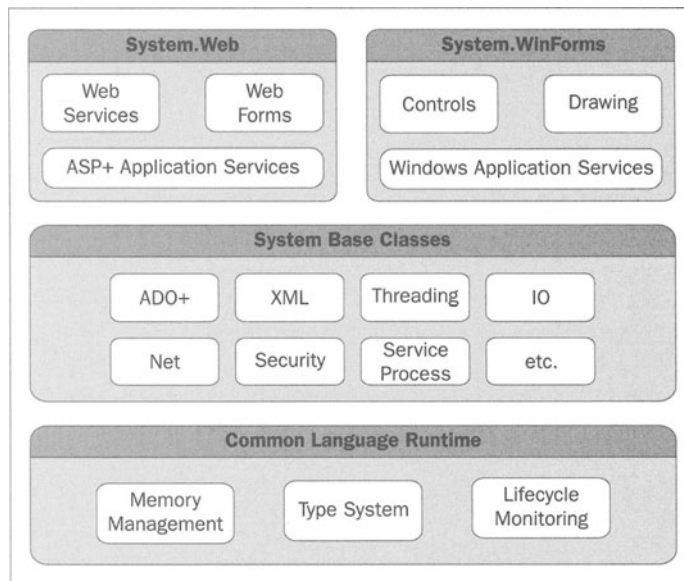 System.Web
Web
Services
Web
Forms
ASP+ Application Services
System.WinForms
Controls
Drawing
Windows Application Services
System Base Classes
ADO+
XML
Threading
IO
Net
Security
Service
Process
etc.
Common Language Runtime
Memory
Management
Type System
Lifecycle
Monitoring